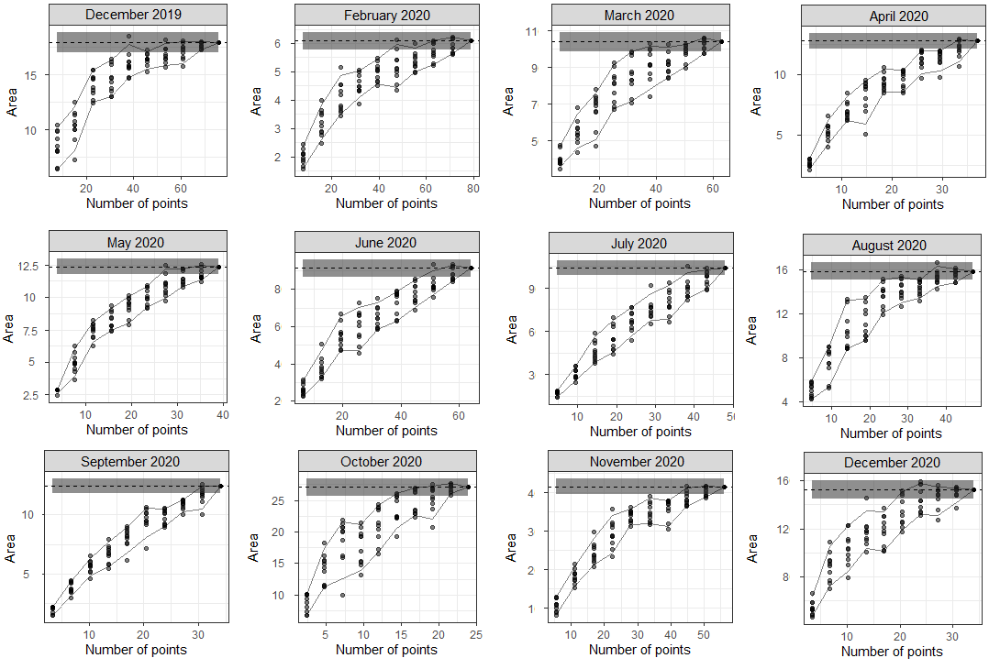 December 2019
February 2020
March 2020
April 2020
Area
15
10
20
40
60
Number of points
Area
6
5
4
3
2
20
40
60
80
Number of points
Area
11
9
7
5
20
40
60
Number of points
Area
10
5
10
20
30
Number of points
May 2020
June 2020
July 2020
August 2020
Area
12.5
10
7.5
5
2.5
10
20
30
40
Number of points
Area
8
6
4
2
20
40
60
Number of points
Area
9
6
3
10
20
30
40
50
Number of points
Area
16
12
8
4
10
20
30
40
Number of points
September 2020
October 2020
November 2020
December 2020
Area
10
5
10
20
30
Number of points
Area
25
20
15
10
5
10
15
20
25
Number of points
Area
4
3
2
1
10
20
30
40
50
Number of points
Area
16
12
8
10
20
30
Number of points